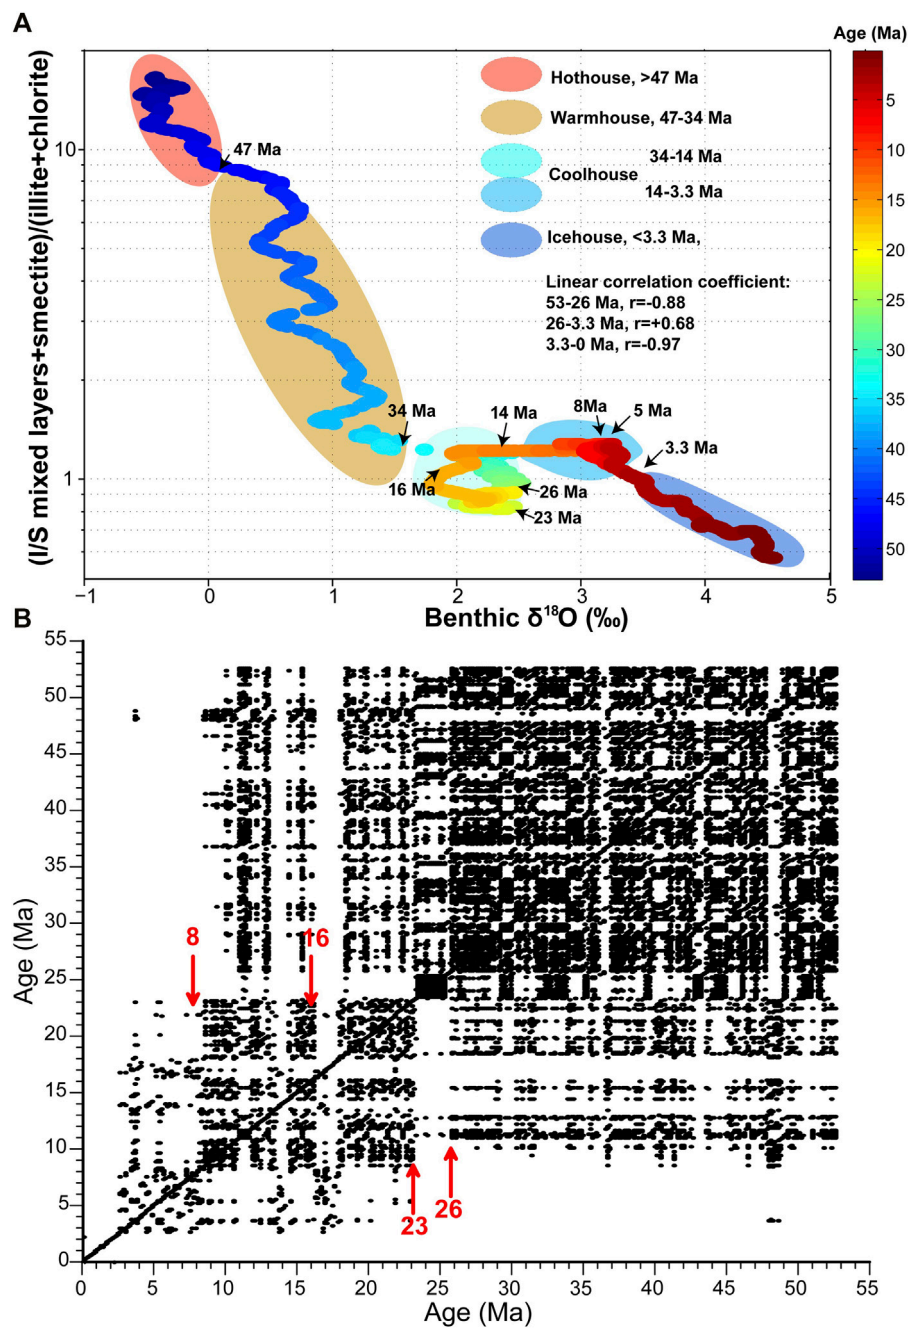 A
Age (Ma)
Hothouse, >47 Ma
Warmhouse, 47-34 Ma
34-14 Ma
Coolhouse
14-3.3 Ma
Icehouse, <3.3 Ma,
Linear correlation coefficient:
53-26 Ma, r=-0.88
26-3.3 Ma, r=+0.68
3.3-0 Ma, r=-0.97
47 Ma
34 Ma
14 Ma
8Ma
5 Ma
3.3 Ma
16 Ma
26 Ma
23 Ma
10
1
(I/S mixed layers+smectite)/(illite+chlorite)
5
10
15
20
25
30
35
40
45
50
−1
0
1
2
3
4
5
Benthic δ¹⁸O (‰)
B
55
50
45
40
35
30
25
20
15
10
5
0
Age (Ma)
8
16
23
26
0
5
10
15
20
25
30
35
40
45
50
55
Age (Ma)